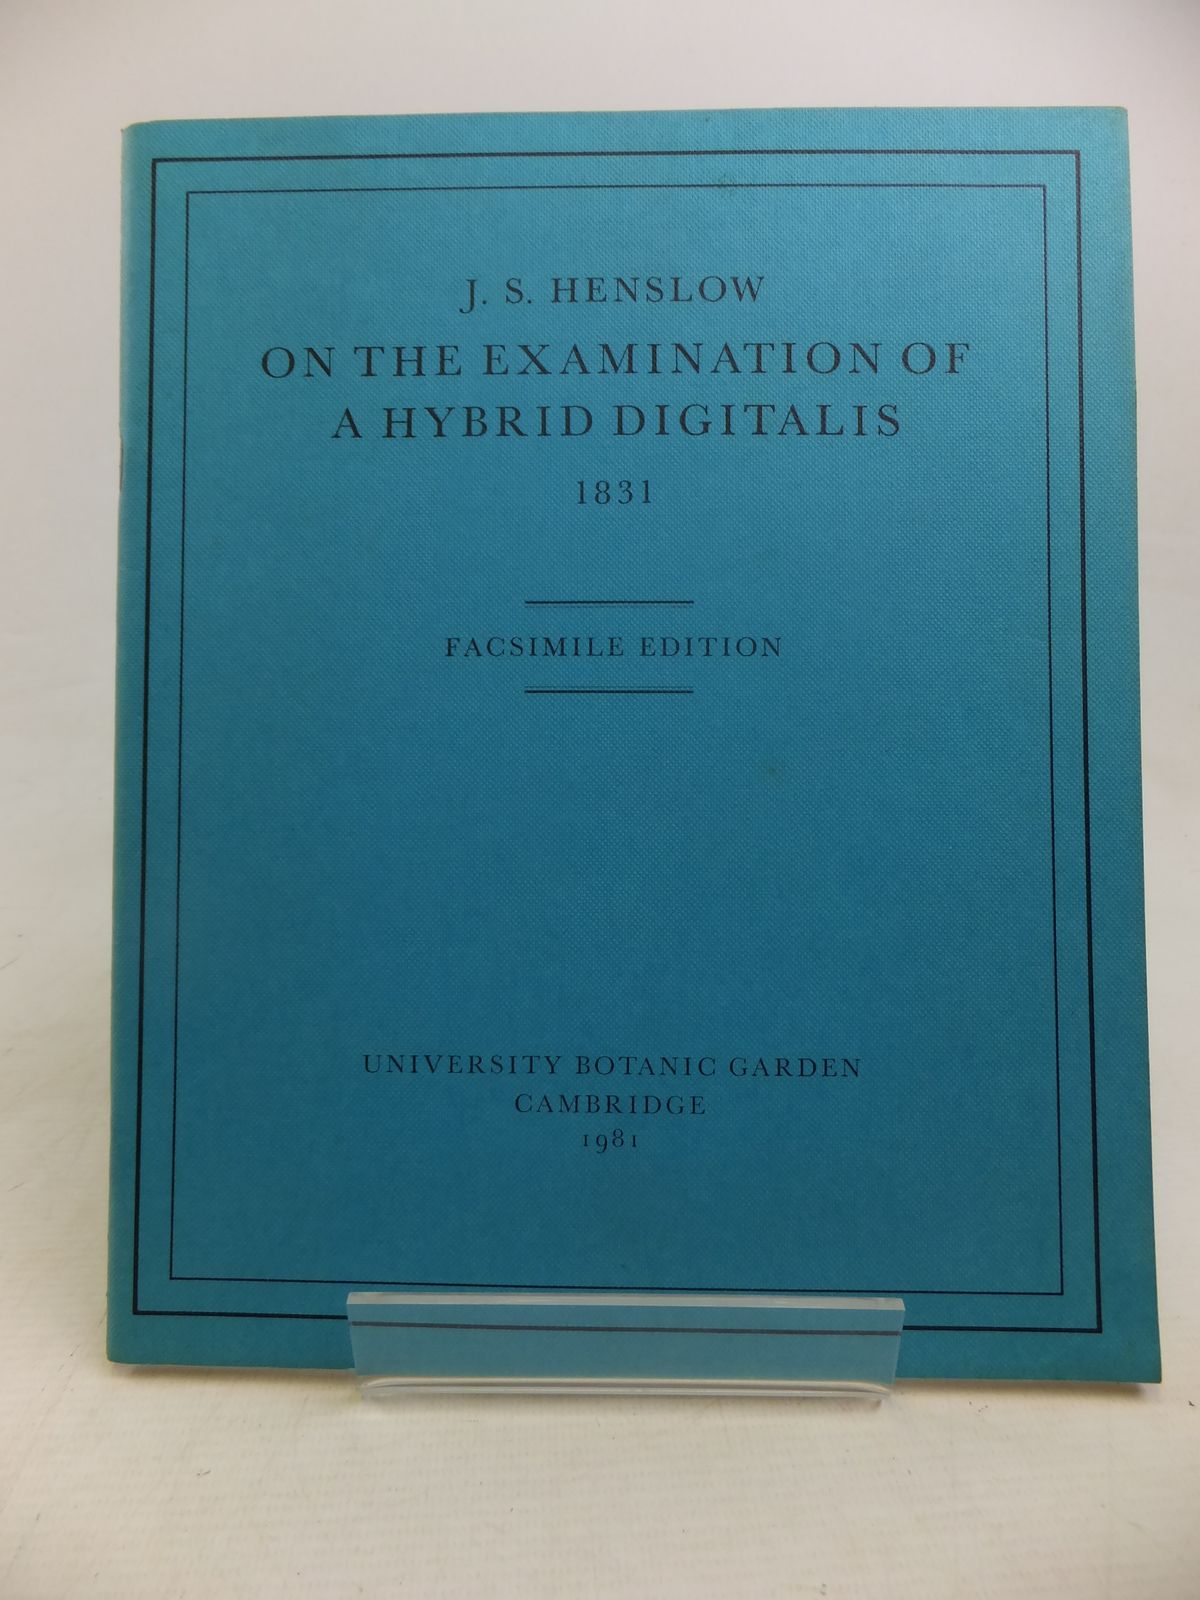 J. S. HENSLOW
ON THE EXAMINATION OF
A HYBRID DIGITALIS
1831
FACSIMILE EDITION
UNIVERSITY BOTANIC GARDEN
CAMBRIDGE
1981